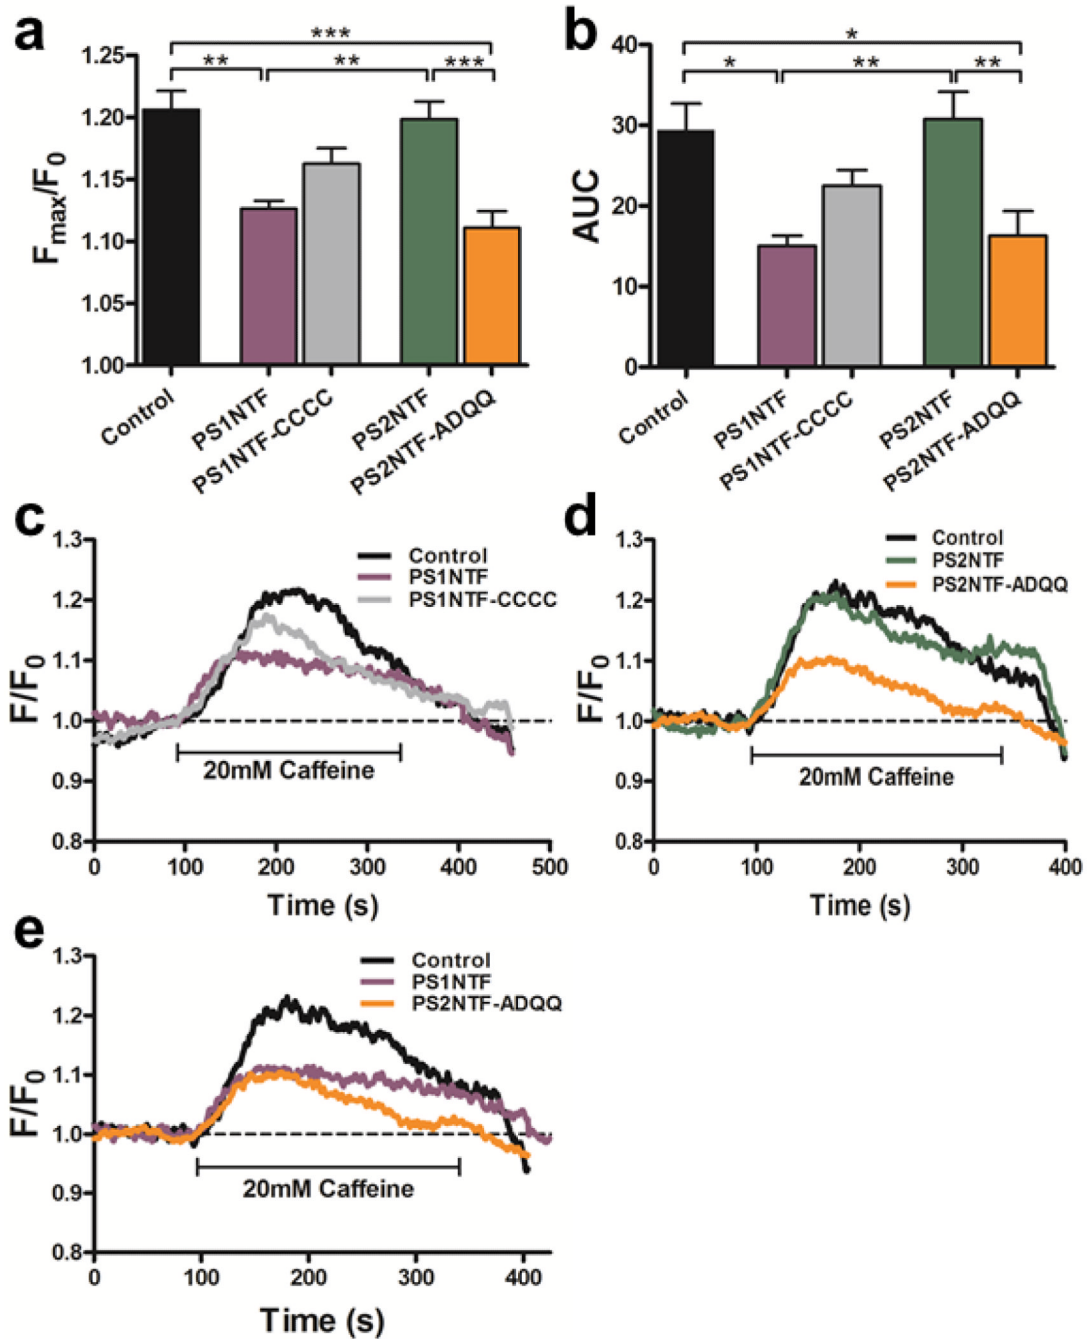 a
***
**
**
***
Fmax/F0
1.25
1.20
1.15
1.10
1.05
1.00
Control
PS1NTF
PS1NTF-CCCC
PS2NTF
PS2NTF-ADQQ
b
*
*
**
**
AUC
40
30
20
10
0
Control
PS1NTF
PS1NTF-CCCC
PS2NTF
PS2NTF-ADQQ
c
F/F0
1.3
1.2
1.1
1.0
0.9
0.8
Control
PS1NTF
PS1NTF-CCCC
20mM Caffeine
0 100 200 300 400 500
Time (s)
d
F/F0
1.3
1.2
1.1
1.0
0.9
0.8
Control
PS2NTF
PS2NTF-ADQQ
20mM Caffeine
0 100 200 300 400
Time (s)
e
F/F0
1.3
1.2
1.1
1.0
0.9
0.8
Control
PS1NTF
PS2NTF-ADQQ
20mM Caffeine
0 100 200 300 400
Time (s)